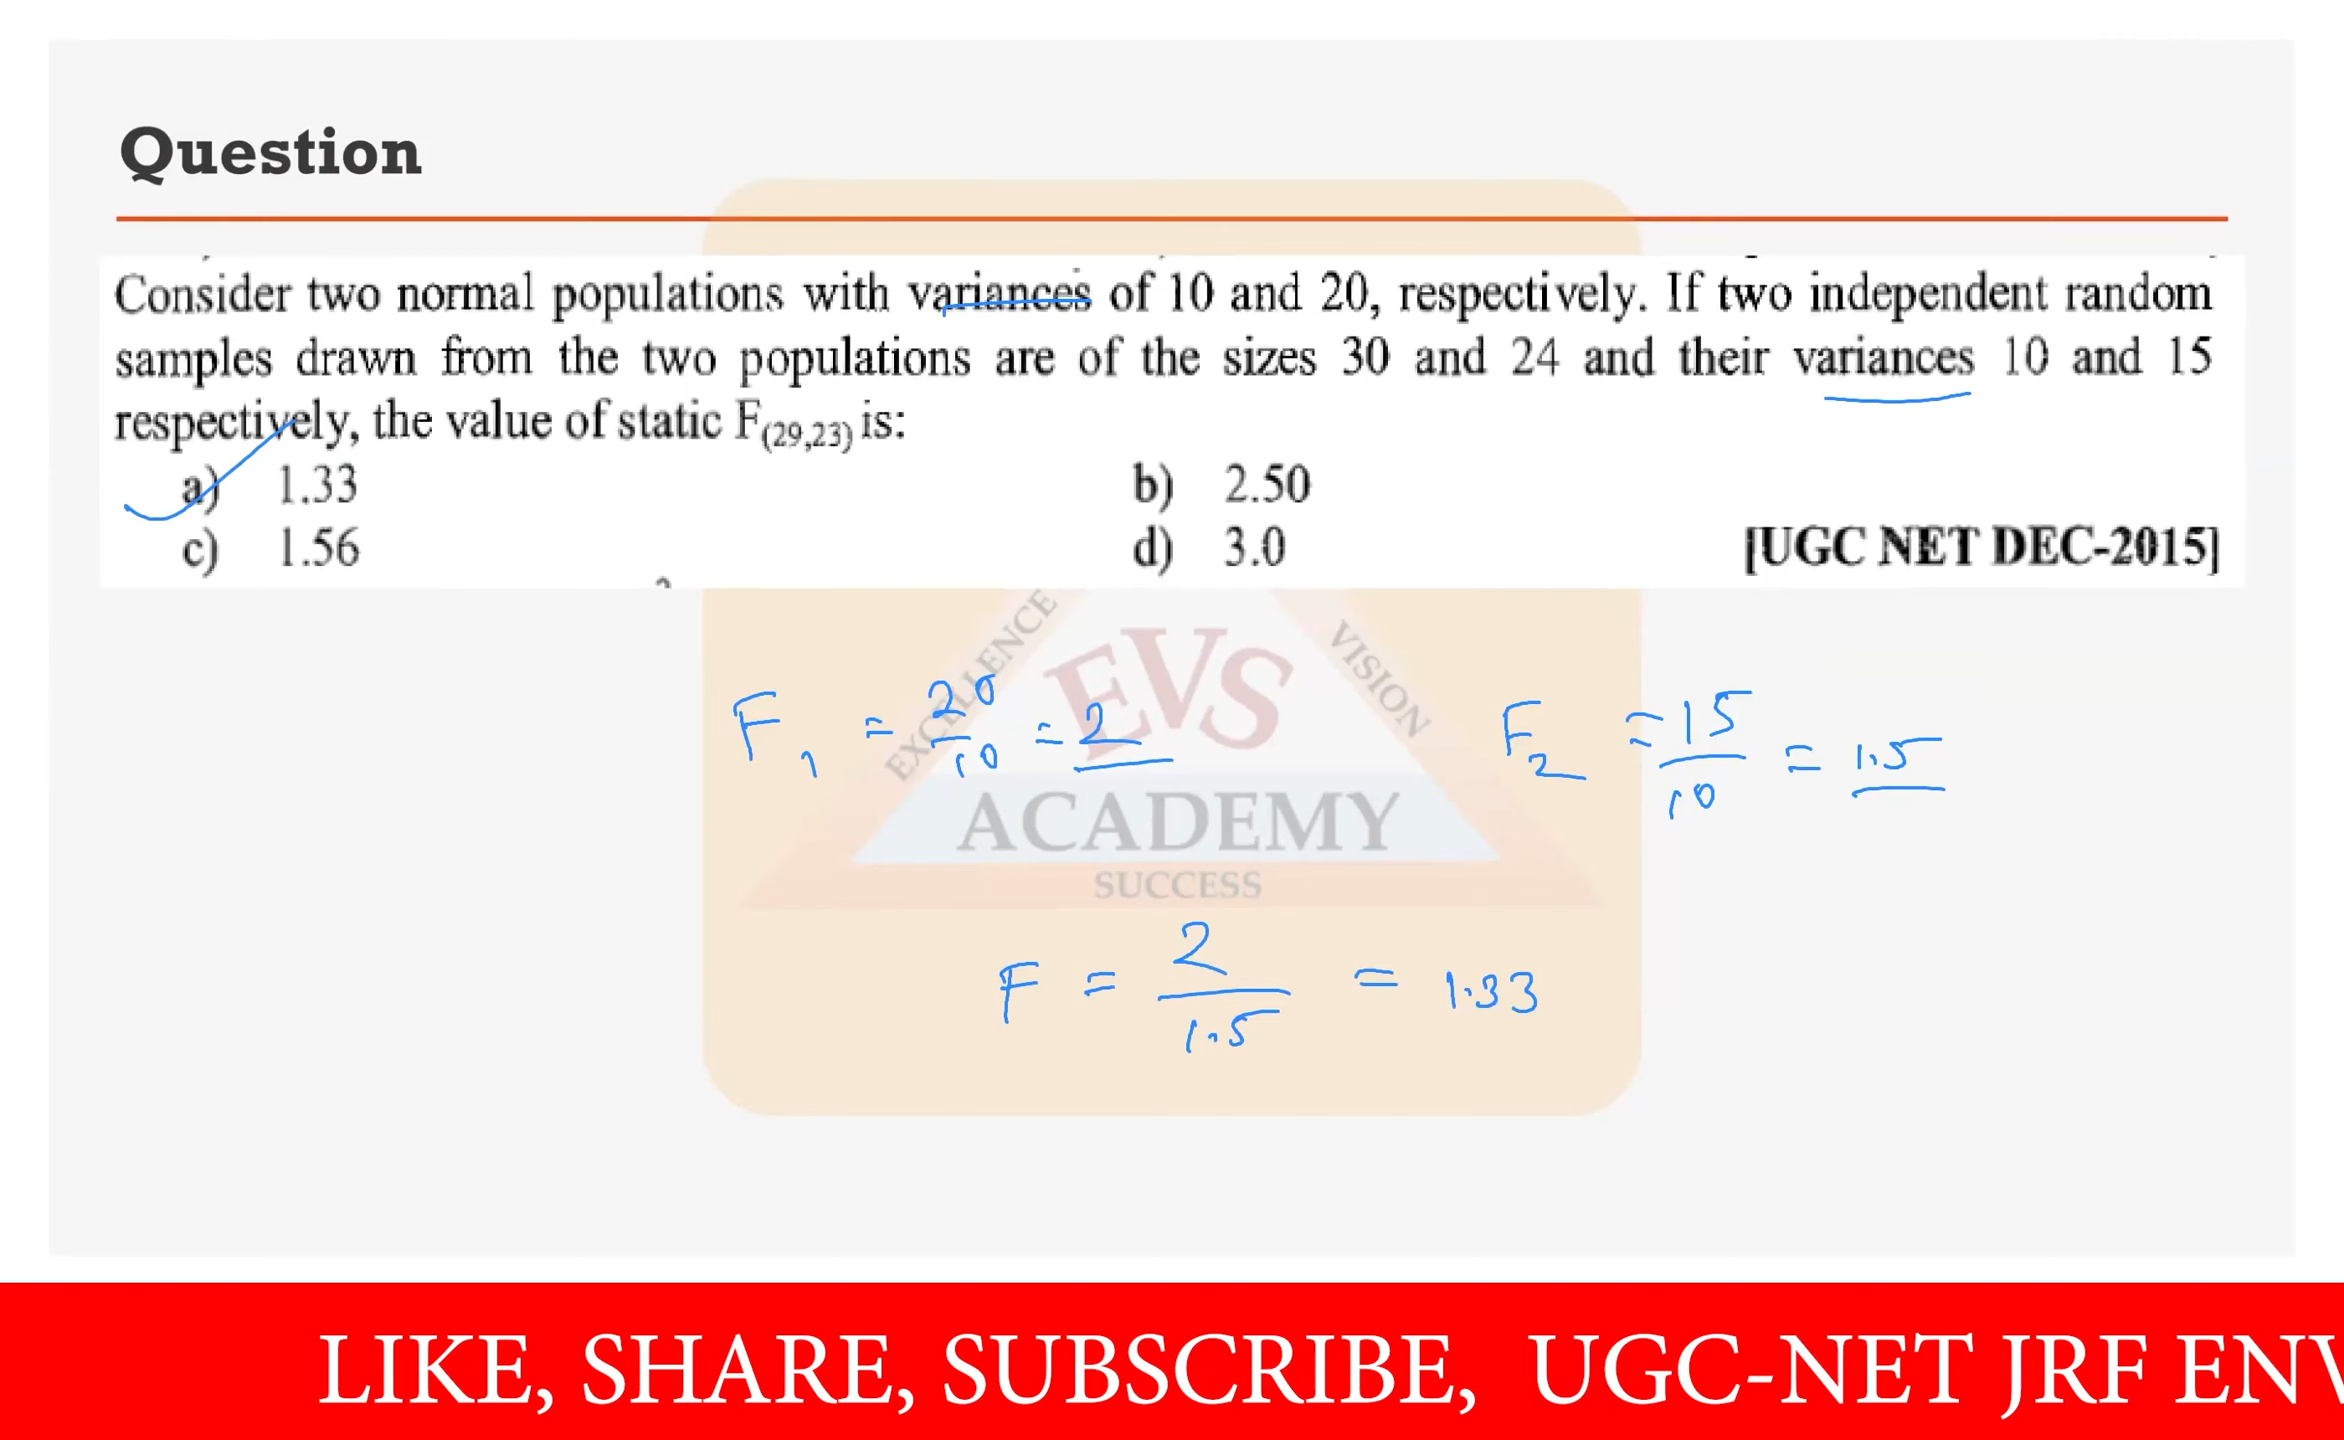 Question
Consider two normal populations with variances of 10 and 20, respectively. If two independent random
samples drawn from the two populations are of the sizes 30 and 24 and their variances 10 and 15
respectively, the value of static F(29,23) is:
a) 1.33 b) 2.50
c) 1.56 d) 3.0 [UGC NET DEC-2015]
EXCELLENCE
VISION
EVS
ACADEMY
SUCCESS
F1 = 20/10 = 2 F2 = 15/10 = 1.5
F = 2/1.5 = 1.33
LIKE, SHARE, SUBSCRIBE, UGC-NET JRF ENV